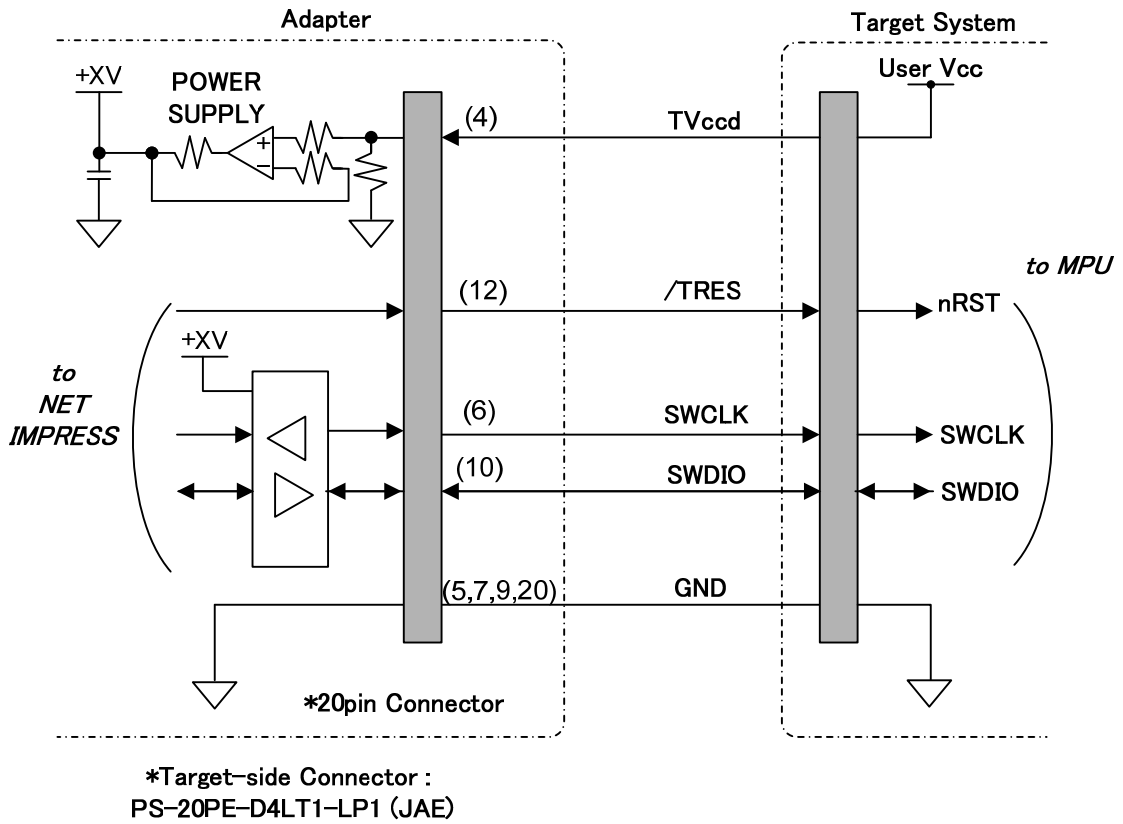 Adapter
Target System
+XV
POWER
SUPPLY
+
−
(4)
TVccd
User Vcc
to MPU
(12)
/TRES
nRST
+XV
to
NET
IMPRESS
(6)
SWCLK
SWCLK
(10)
SWDIO
SWDIO
(5,7,9,20)
GND
*20pin Connector
*Target-side Connector :
PS-20PE-D4LT1-LP1 (JAE)